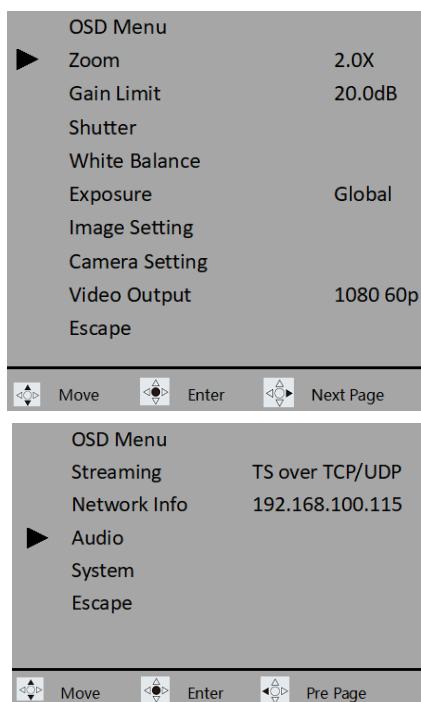 OSD Menu
Zoom 2.0X
Gain Limit 20.0dB
Shutter
White Balance
Exposure Global
Image Setting
Camera Setting
Video Output 1080 60p
Escape
Move Enter Next Page
OSD Menu
Streaming TS over TCP/UDP
Network Info 192.168.100.115
Audio
System
Escape
Move Enter Pre Page